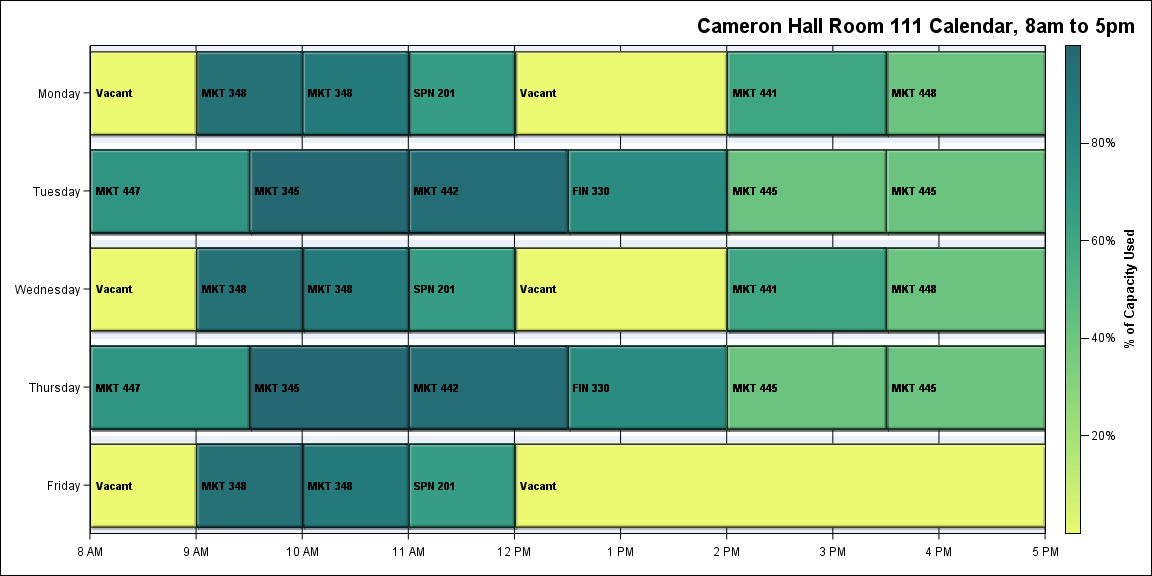 Cameron Hall Room 111 Calendar, 8am to 5pm
Monday
Vacant
MKT 348
MKT 348
SPN 201
Vacant
MKT 441
MKT 448
Tuesday
MKT 447
MKT 345
MKT 442
FIN 330
MKT 445
MKT 445
Wednesday
Vacant
MKT 348
MKT 348
SPN 201
Vacant
MKT 441
MKT 448
Thursday
MKT 447
MKT 345
MKT 442
FIN 330
MKT 445
MKT 445
Friday
Vacant
MKT 348
MKT 348
SPN 201
Vacant
8 AM
9 AM
10 AM
11 AM
12 PM
1 PM
2 PM
3 PM
4 PM
5 PM
80%
60%
40%
20%
% of Capacity Used